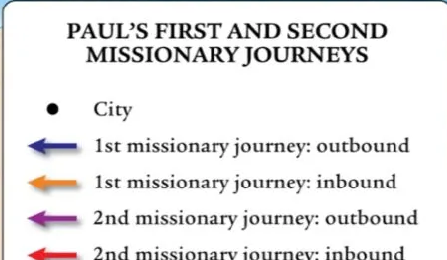 PAUL'S FIRST AND SECOND
MISSIONARY JOURNEYS
City
1st missionary journey: outbound
1st missionary journey: inbound
2nd missionary journey: outbound
2nd missionary journey: inbound